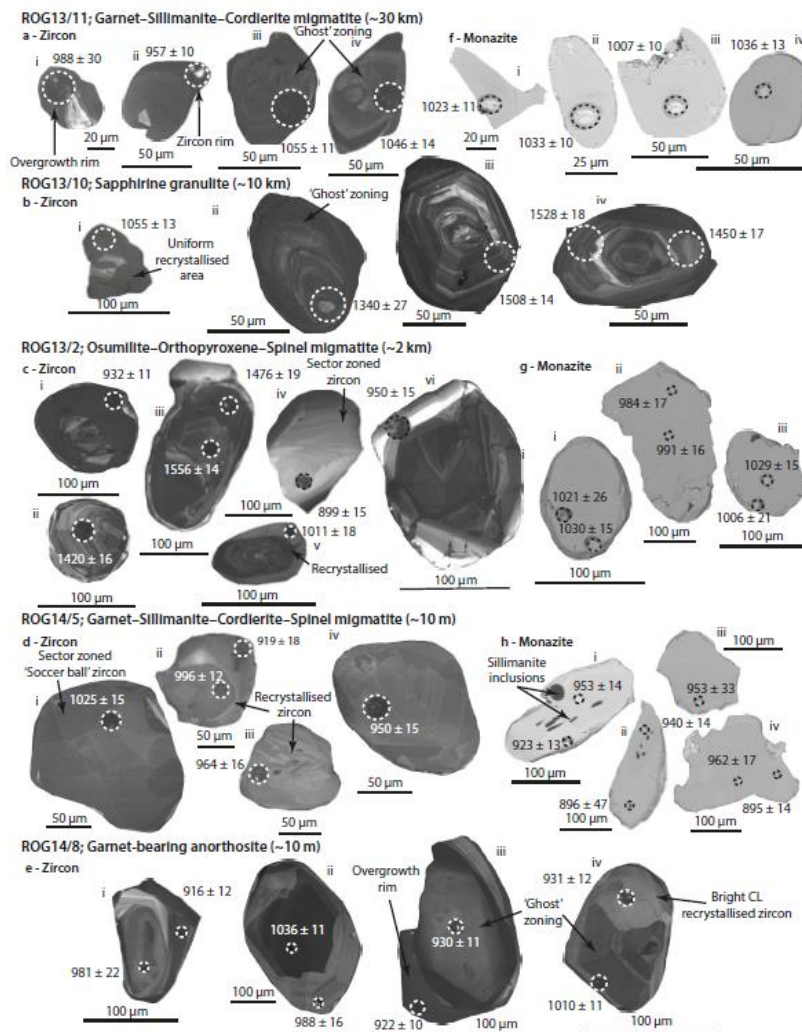 ROG13/11; Garnet–Sillimanite–Cordierite migmatite (~30 km)
a - Zircon
i
988 ± 30
ii
957 ± 10
iii
'Ghost' zoning
iv
Overgrowth rim
20 µm
Zircon rim
50 µm
1055 ± 11
50 µm
1046 ± 14
50 µm
f - Monazite
i
1023 ± 11
20 µm
ii
1033 ± 10
25 µm
1007 ± 10
iii
50 µm
1036 ± 13
iv
50 µm
ROG13/10; Sapphirine granulite (~10 km)
b - Zircon
i
1055 ± 13
Uniform
recrystallised
area
100 µm
ii
'Ghost' zoning
1340 ± 27
50 µm
iii
1508 ± 14
50 µm
iv
1528 ± 18
1450 ± 17
50 µm
ROG13/2; Osumilite–Orthopyroxene–Spinel migmatite (~2 km)
c - Zircon
i
932 ± 11
100 µm
ii
1420 ± 16
100 µm
iii
1476 ± 19
1556 ± 14
100 µm
Sector zoned
zircon
iv
899 ± 15
100 µm
1011 ± 18
v
Recrystallised
100 µm
950 ± 15
vi
i
100 µm
g - Monazite
i
1021 ± 26
1030 ± 15
100 µm
ii
984 ± 17
991 ± 16
100 µm
iii
1029 ± 15
1006 ± 21
100 µm
ROG14/5; Garnet–Sillimanite–Cordierite–Spinel migmatite (~10 m)
d - Zircon
Sector zoned
'Soccer ball' zircon
i
1025 ± 15
50 µm
ii
919 ± 18
996 ± 12
50 µm
Recrystallised
zircon
iii
964 ± 16
50 µm
iv
950 ± 15
50 µm
h - Monazite
Sillimanite
inclusions
i
953 ± 14
923 ± 13
100 µm
iii
100 µm
953 ± 33
940 ± 14
ii
896 ± 47
100 µm
iv
962 ± 17
895 ± 14
100 µm
ROG14/8; Garnet-bearing anorthosite (~10 m)
e - Zircon
i
916 ± 12
981 ± 22
100 µm
ii
1036 ± 11
100 µm
988 ± 16
Overgrowth
rim
iii
930 ± 11
922 ± 10
100 µm
'Ghost'
zoning
iv
931 ± 12
Bright CL
recrystallised zircon
1010 ± 11
100 µm